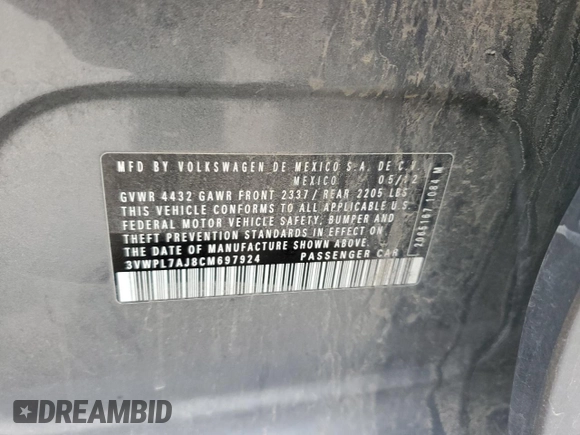 MFD BY VOLKSWAGEN DE MEXICO S.A. DE C.V.
MEXICO 05/12
GVWR 4432 GAWR FRONT 2337/ REAR 2205 LBS
THIS VEHICLE CONFORMS TO ALL APPLICABLE U.S.
FEDERAL MOTOR VEHICLE SAFETY, BUMPER AND
THEFT PREVENTION STANDARDS IN EFFECT ON
THE DATE OF MANUFACTURE SHOWN ABOVE.
3VWPL7AJ8CM697924 PASSENGER CAR
DREAMBID